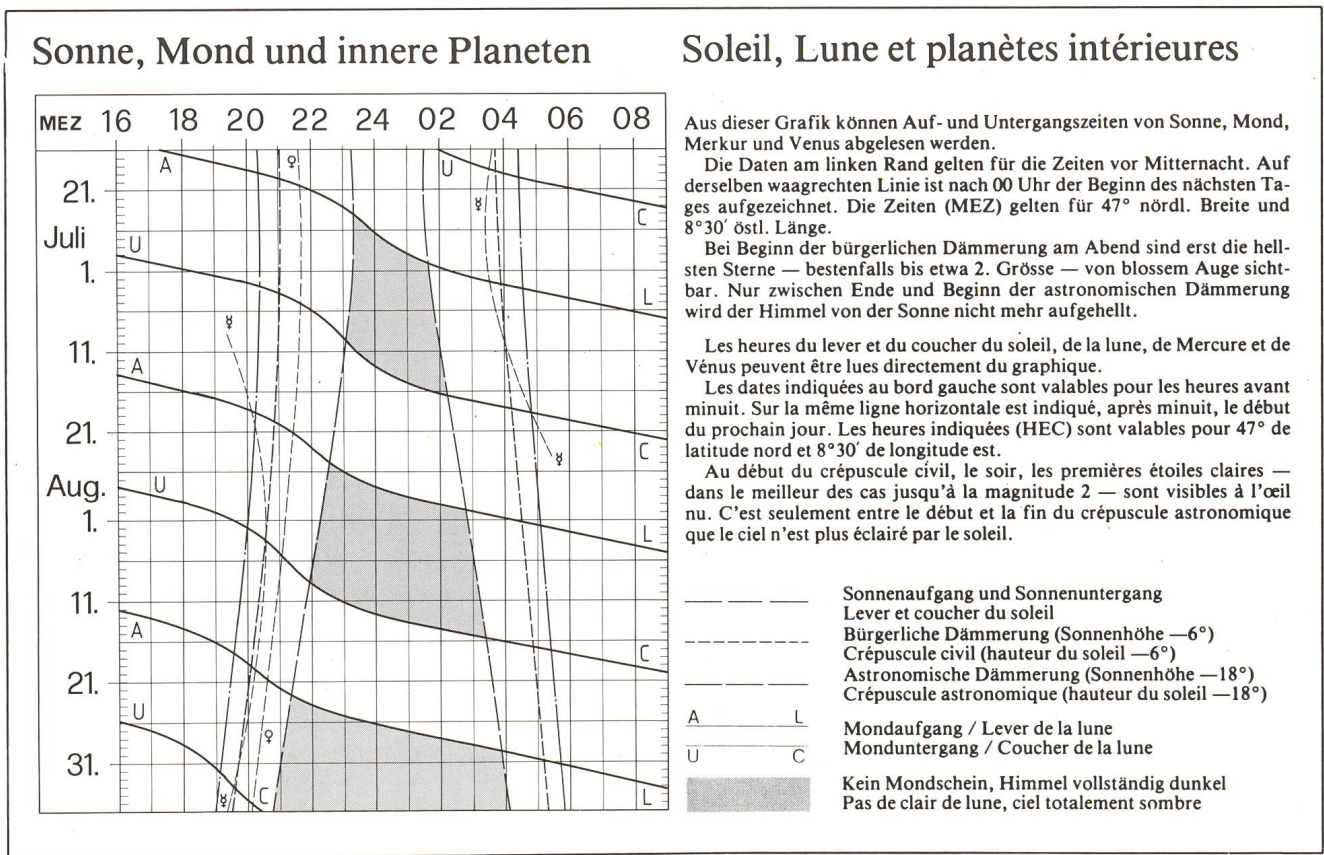 Sonne, Mond und innere Planeten
Soleil, Lune et planètes intérieures
MEZ 16 18 20 22 24 02 04 06 08
A
♀
U
21.
☿
C
Juli
U
1.
L
☿
11.
A
21.
C
☿
Aug.
U
1.
L
11.
A
C
21.
U
♀
31.
☿
C
L
Aus dieser Grafik können Auf- und Untergangszeiten von Sonne, Mond,
Merkur und Venus abgelesen werden.
Die Daten am linken Rand gelten für die Zeiten vor Mitternacht. Auf
derselben waagrechten Linie ist nach 00 Uhr der Beginn des nächsten Ta-
ges aufgezeichnet. Die Zeiten (MEZ) gelten für 47° nördl. Breite und
8°30′ östl. Länge.
Bei Beginn der bürgerlichen Dämmerung am Abend sind erst die hell-
sten Sterne — bestenfalls bis etwa 2. Grösse — von blossem Auge sicht-
bar. Nur zwischen Ende und Beginn der astronomischen Dämmerung
wird der Himmel von der Sonne nicht mehr aufgehellt.
Les heures du lever et du coucher du soleil, de la lune, de Mercure et de
Vénus peuvent être lues directement du graphique.
Les dates indiquées au bord gauche sont valables pour les heures avant
minuit. Sur la même ligne horizontale est indiqué, après minuit, le début
du prochain jour. Les heures indiquées (HEC) sont valables pour 47° de
latitude nord et 8°30′ de longitude est.
Au début du crépuscule civil, le soir, les premières étoiles claires —
dans le meilleur des cas jusqu'à la magnitude 2 — sont visibles à l'œil
nu. C'est seulement entre le début et la fin du crépuscule astronomique
que le ciel n'est plus éclairé par le soleil.
Sonnenaufgang und Sonnenuntergang
Lever et coucher du soleil
Bürgerliche Dämmerung (Sonnenhöhe —6°)
Crépuscule civil (hauteur du soleil —6°)
Astronomische Dämmerung (Sonnenhöhe —18°)
Crépuscule astronomique (hauteur du soleil —18°)
A L
Mondaufgang / Lever de la lune
Monduntergang / Coucher de la lune
U C
Kein Mondschein, Himmel vollständig dunkel
Pas de clair de lune, ciel totalement sombre